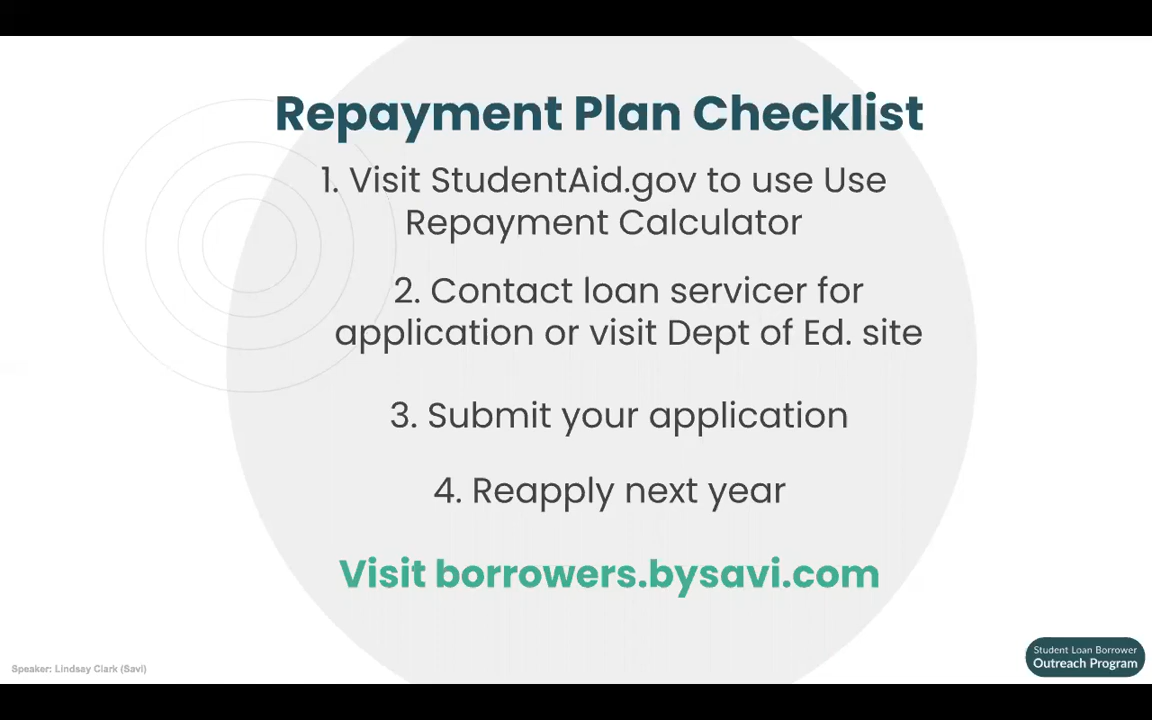 Repayment Plan Checklist
1. Visit StudentAid.gov to use Use
Repayment Calculator
2. Contact loan servicer for
application or visit Dept of Ed. site
3. Submit your application
4. Reapply next year
Visit borrowers.bysavi.com
Speaker: Lindsay Clark (Savi)
Student Loan Borrower
Outreach Program